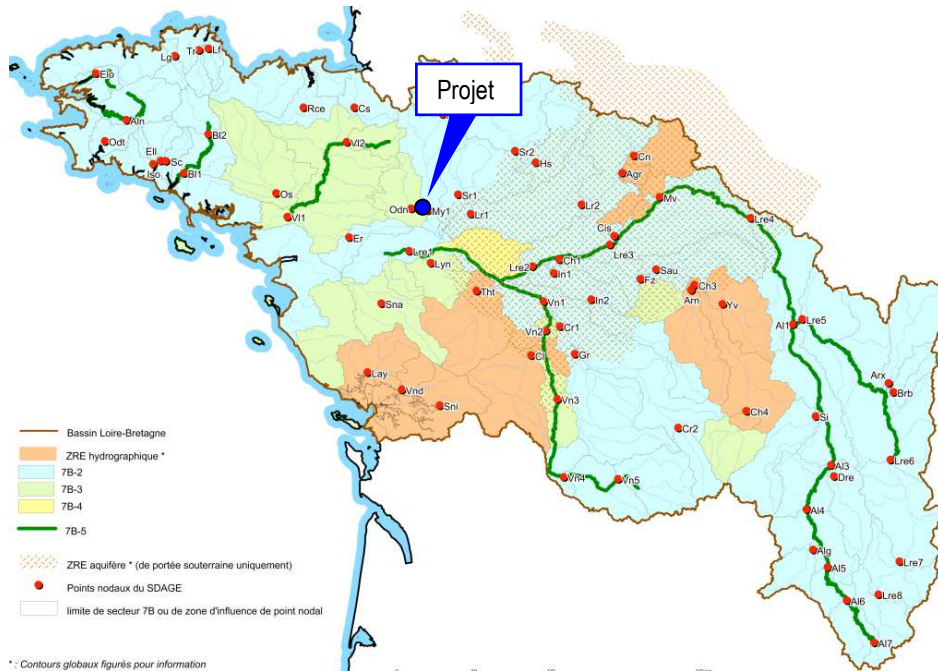 Projet
Lg
Tr
Lf
Elo
Aln
Rce
Cs
Sr2
Hs
Cn
Agr
Odt
Bl2
Vl2
Ell
Sc
Iso
Bl1
Os
Vl1
Odn
My1
Sr1
Lr1
Lr2
Mv
Lre4
Er
Lre1
Lyn
Cis
Lre3
Lre2
Ch1
In1
Sau
Fz
Ch3
Arn
Yv
Sna
Tht
Vn1
In2
Vn2
Cr1
Al1
Lre5
Cl
Gr
Lay
Vnd
Sni
Vn3
Arx
Brb
Ch4
Si
Cr2
Bassin Loire-Bretagne
ZRE hydrographique *
7B-2
7B-3
7B-4
7B-5
Lre6
Al3
Dre
Vn4
Vn5
Al4
Alg
Al5
Lre7
Lre8
Al6
Al7
ZRE aquifère * (de portée souterraine uniquement)
Points nodaux du SDAGE
limite de secteur 7B ou de zone d'influence de point nodal
* : Contours globaux figurés pour information